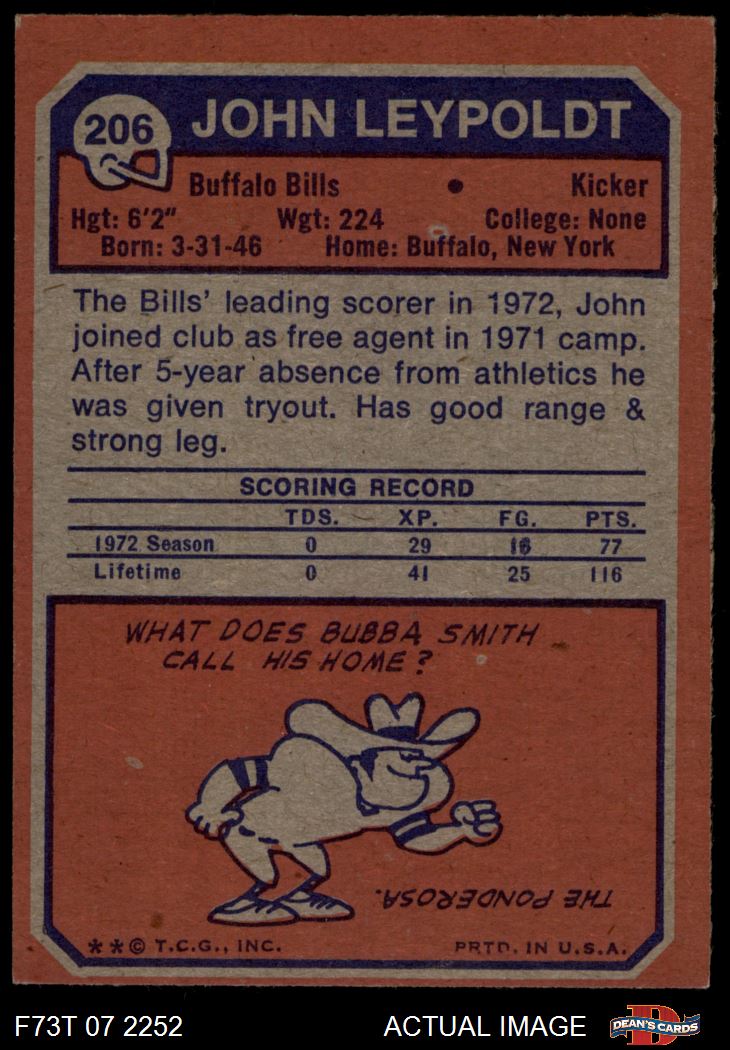 206 JOHN LEYPOLDT
Buffalo Bills • Kicker
Hgt: 6'2" Wgt: 224 College: None
Born: 3-31-46 Home: Buffalo, New York
The Bills' leading scorer in 1972, John
joined club as free agent in 1971 camp.
After 5-year absence from athletics he
was given tryout. Has good range &
strong leg.
SCORING RECORD
TDS. XP. FG. PTS.
1972 Season 0 29 16 77
Lifetime 0 41 25 116
WHAT DOES BUBBA SMITH
CALL HIS HOME?
THE PONDEROSA.
**© T.C.G., INC. PRTD. IN U.S.A.
F73T 07 2252 ACTUAL IMAGE
D
DEAN'S CARDS